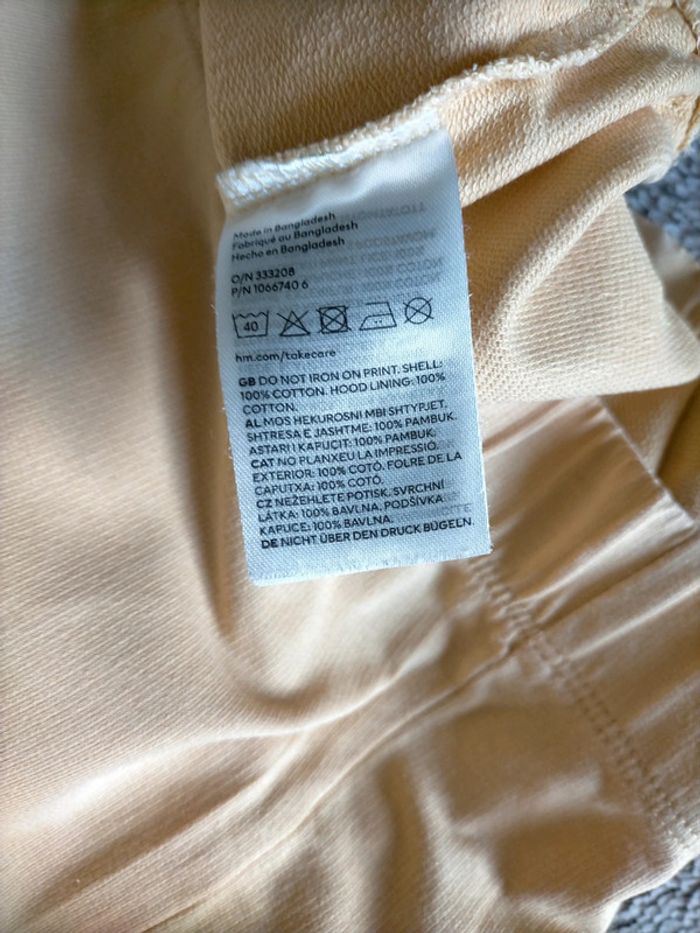 Made in Bangladesh
Fabriqué au Bangladesh
Hecho en Bangladesh
O/N 333208
P/N 1066740 6
40
hm.com/takecare
GB DO NOT IRON ON PRINT. SHELL:
100% COTTON. HOOD LINING: 100%
COTTON.
AL MOS HEKUROSNI MBI SHTYPJET.
SHTRESA E JASHTME: 100% PAMBUK.
ASTARI I KAPUCIT: 100% PAMBUK.
CAT NO PLANXEU LA IMPRESSIÓ.
EXTERIOR: 100% COTÓ. FOLRE DE LA
CAPUTXA: 100% COTÓ.
CZ NEŽEHLETE POTISK. SVRCHNÍ
LÁTKA: 100% BAVLNA. PODŠÍVKA
KAPUCE: 100% BAVLNA.
DE NICHT ÜBER DEN DRUCK BÜGELN.